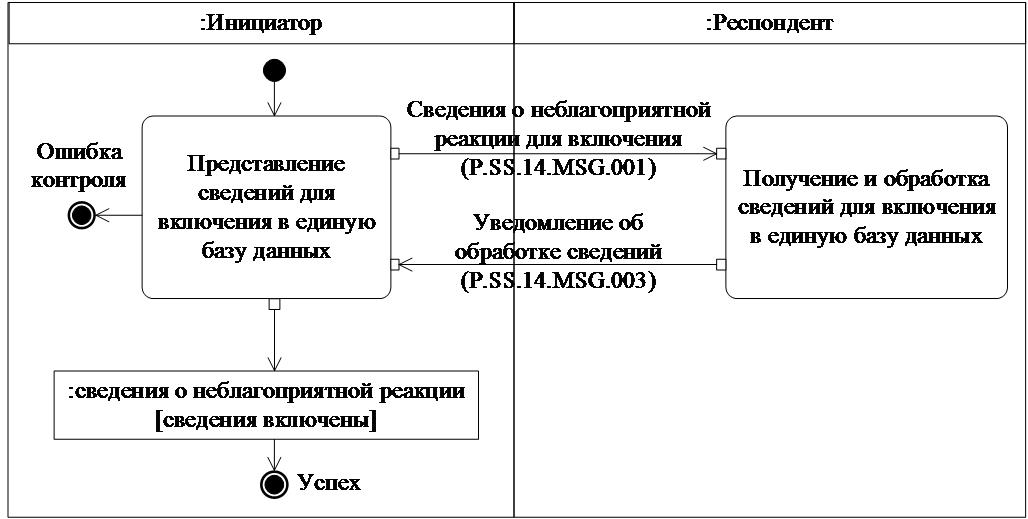 :Инициатор
:Респондент
Сведения о неблагоприятной
реакции для включения
(P.SS.14.MSG.001)
Ошибка
контроля
Представление
сведений для
включения в единую
базу данных
Получение и обработка
сведений для включения
в единую базу данных
Уведомление об
обработке сведений
(P.SS.14.MSG.003)
:сведения о неблагоприятной реакции
[сведения включены]
Успех